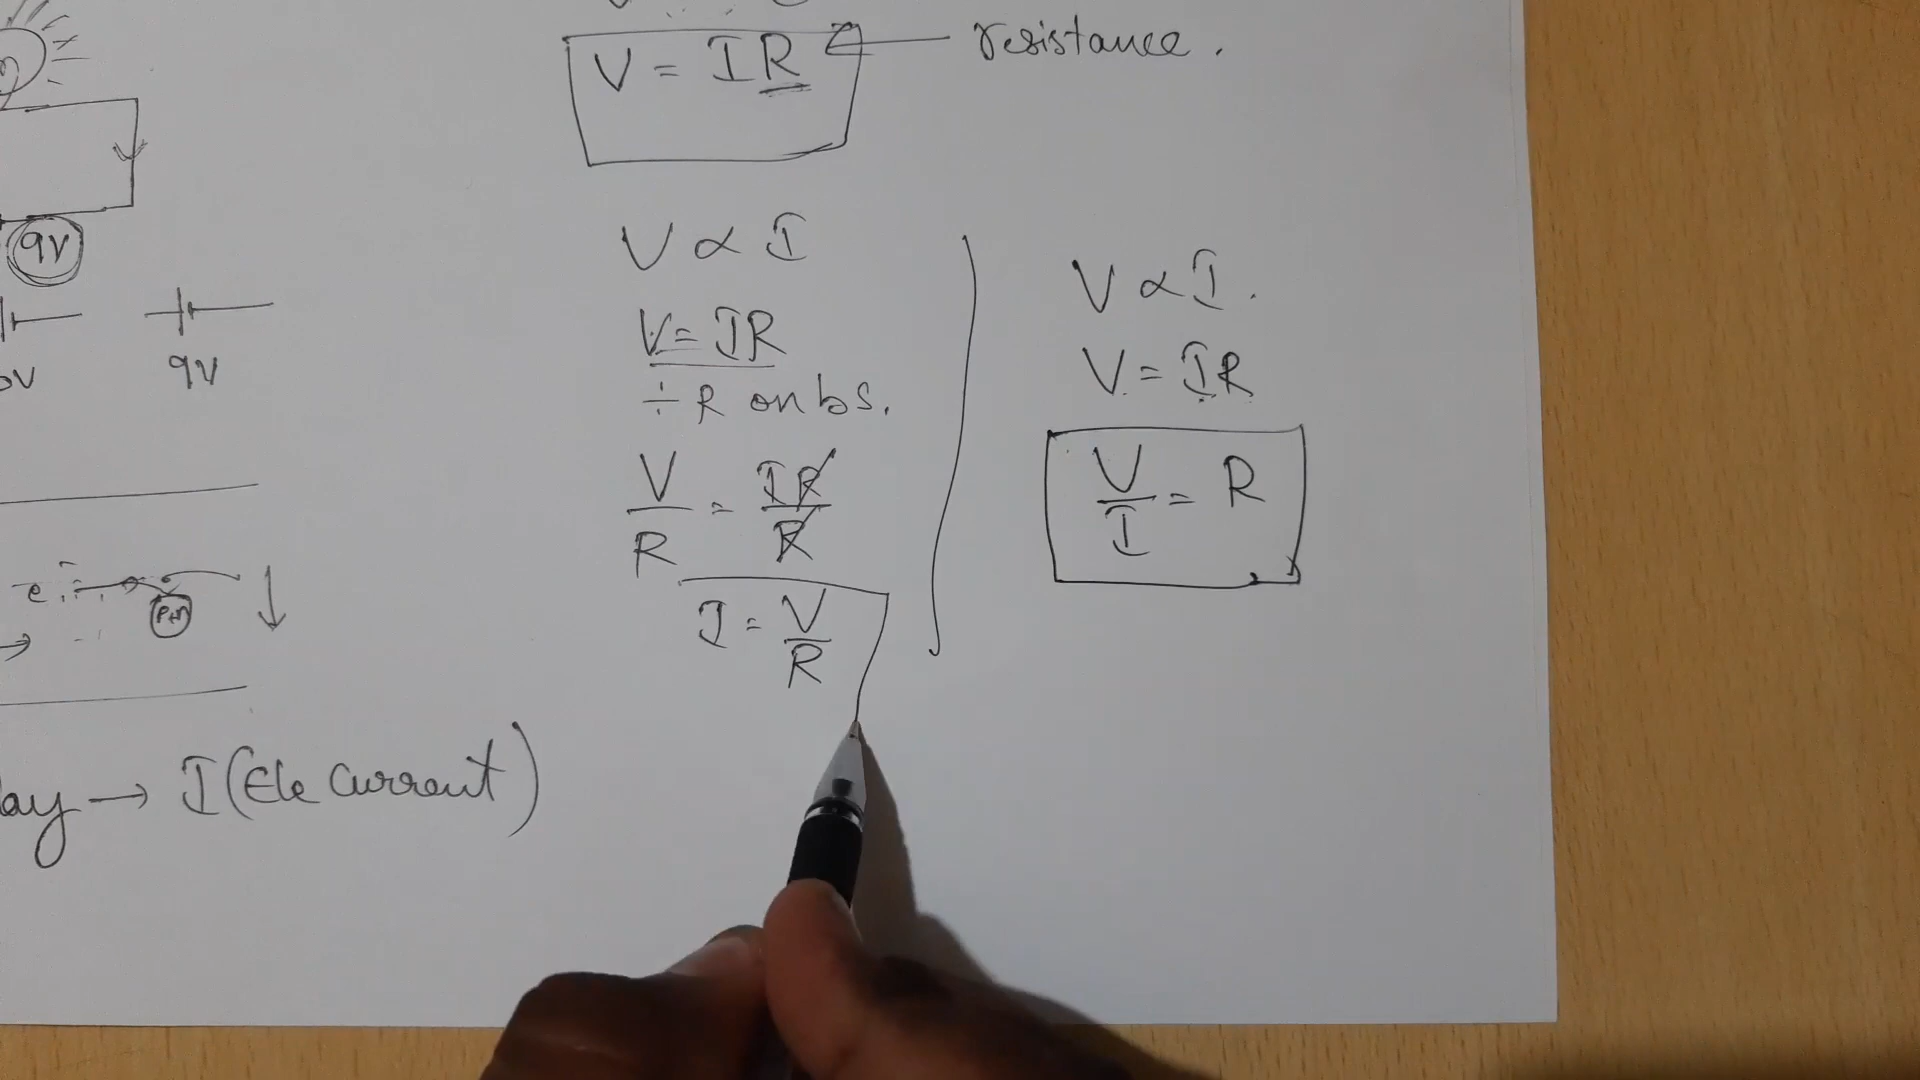 V = IR ← resistance.
9V
9V
V ∝ I
V = IR
÷ R on bs.
V/R = IR/R
I = V/R
V ∝ I.
V = IR
V/I = R
e
→ I (Ele Current)